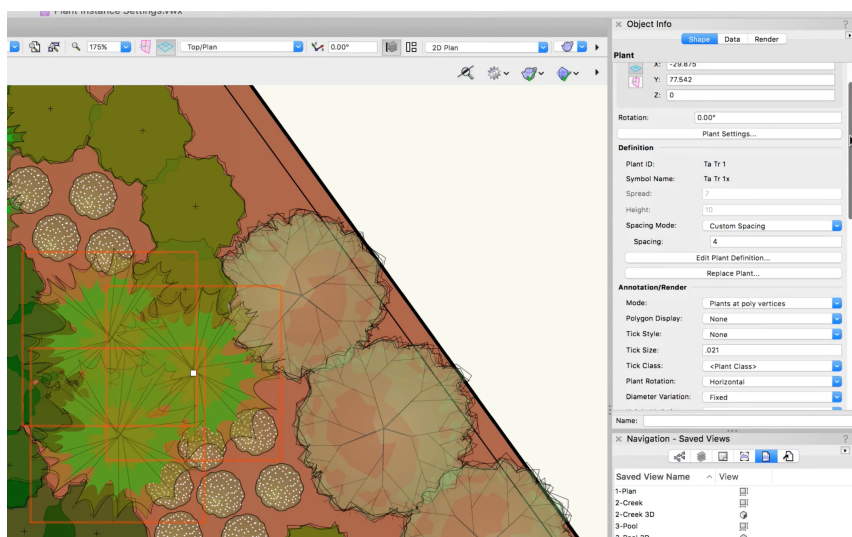 Plant Instance Settings.vwx
175%
Top/Plan
0.00°
2D Plan
× Object Info ?
Shape Data Render
Plant
X: -29.875
Y: 77.542
Z: 0
Rotation: 0.00°
Plant Settings...
Definition
Plant ID: Ta Tr 1
Symbol Name: Ta Tr 1x
Spread: 7
Height: 10
Spacing Mode: Custom Spacing
Spacing: 4
Edit Plant Definition...
Replace Plant...
Annotation/Render
Mode: Plants at poly vertices
Polygon Display: None
Tick Style: None
Tick Size: .021
Tick Class: <Plant Class>
Plant Rotation: Horizontal
Diameter Variation: Fixed
Name:
× Navigation - Saved Views ?
Saved View Name View
1-Plan
2-Creek
2-Creek 3D
3-Pool
3-Pool 3D